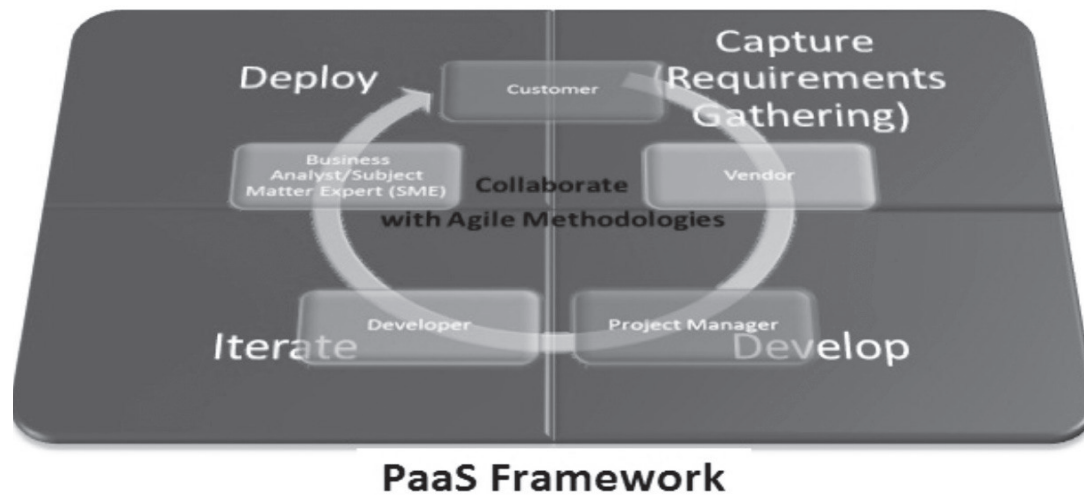 Deploy
Capture
(Requirements
Gathering)
Customer
Business
Analyst/Subject
Matter Expert (SME)
Vendor
Collaborate
with Agile Methodologies
Developer
Project Manager
Iterate
Develop
PaaS Framework